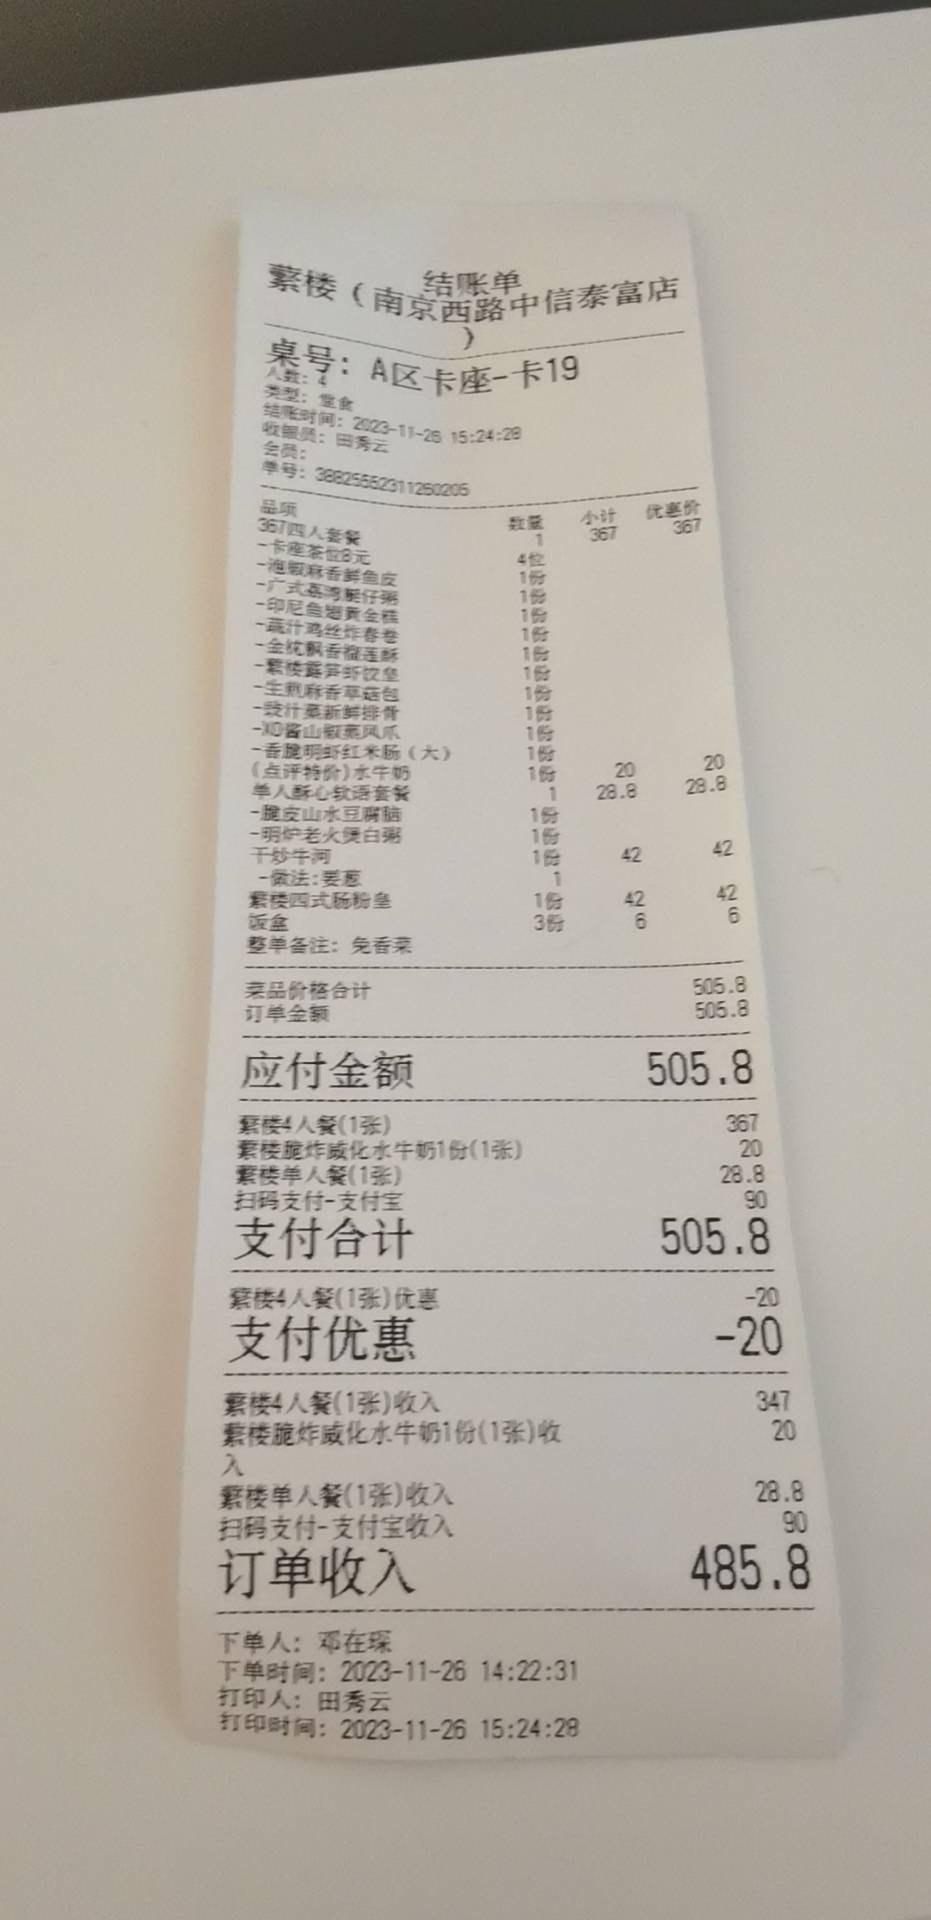 结账单
蘩楼（南京西路中信泰富店
）
桌号：A区卡座-卡19
人数：4
类型：堂食
结账时间：2023-11-26 15:24:28
收银员：田秀云
会员：
单号：38825552311260205
品项 数量 小计 优惠价
367四人套餐 1 367 367
-卡座茶位8元 4位
-泡椒麻香鲜鱼皮 1份
-广式荔湾艇仔粥 1份
-印尼鱼翅黄金糕 1份
-蔬汁鸡丝炸春卷 1份
-金枕飘香榴莲酥 1份
-蘩楼露笋虾饺皇 1份
-生煎麻香草菇包 1份
-豉汁蒸新鲜排骨 1份
-XO酱山椒蒸凤爪 1份
-香脆明虾红米肠（大） 1份
(点评特价)水牛奶 1份 20 20
单人酥心软语套餐 1 28.8 28.8
-脆皮山水豆腐脑 1份
-明炉老火煲白粥 1份
干炒牛河 1份 42 42
-做法:要葱 1
蘩楼四式肠粉皇 1份 42 42
饭盒 3份 6 6
整单备注：免香菜
菜品价格合计 505.8
订单金额 505.8
应付金额 505.8
蘩楼4人餐(1张) 367
蘩楼脆炸威化水牛奶1份(1张) 20
蘩楼单人餐(1张) 28.8
扫码支付-支付宝 90
支付合计 505.8
蘩楼4人餐(1张)优惠 -20
支付优惠 -20
蘩楼4人餐(1张)收入 347
蘩楼脆炸威化水牛奶1份(1张)收 20
入
蘩楼单人餐(1张)收入 28.8
扫码支付-支付宝收入 90
订单收入 485.8
下单人：邓在琛
下单时间：2023-11-26 14:22:31
打印人：田秀云
打印时间：2023-11-26 15:24:28